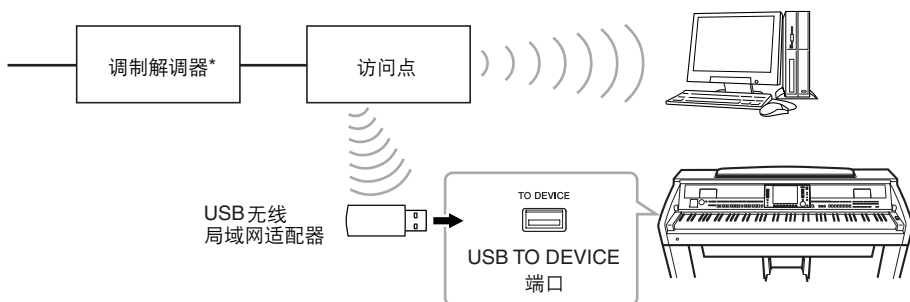 调制解调器*
访问点
USB无线
局域网适配器
TO DEVICE
USB TO DEVICE
端口